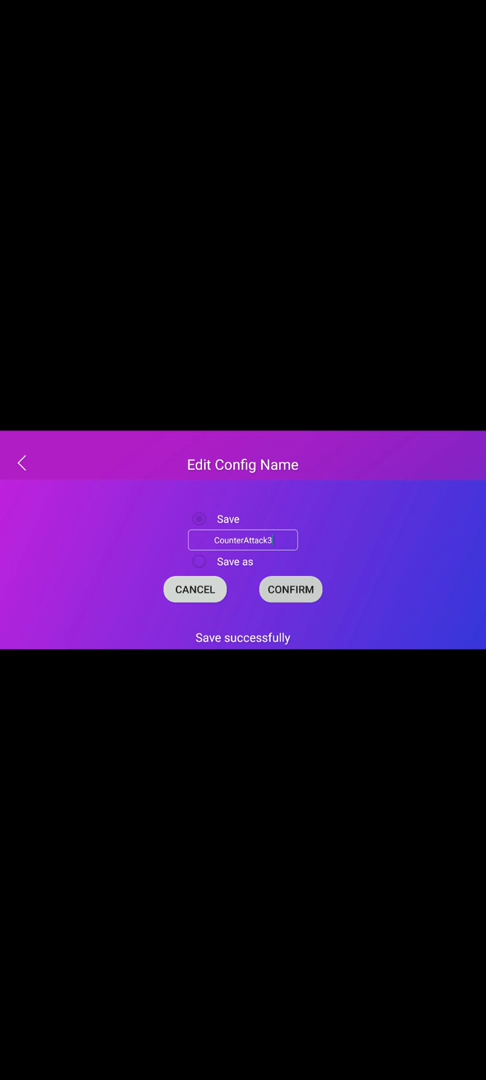 Edit Config Name
Save
CounterAttack3
Save as
CANCEL CONFIRM
Save successfully